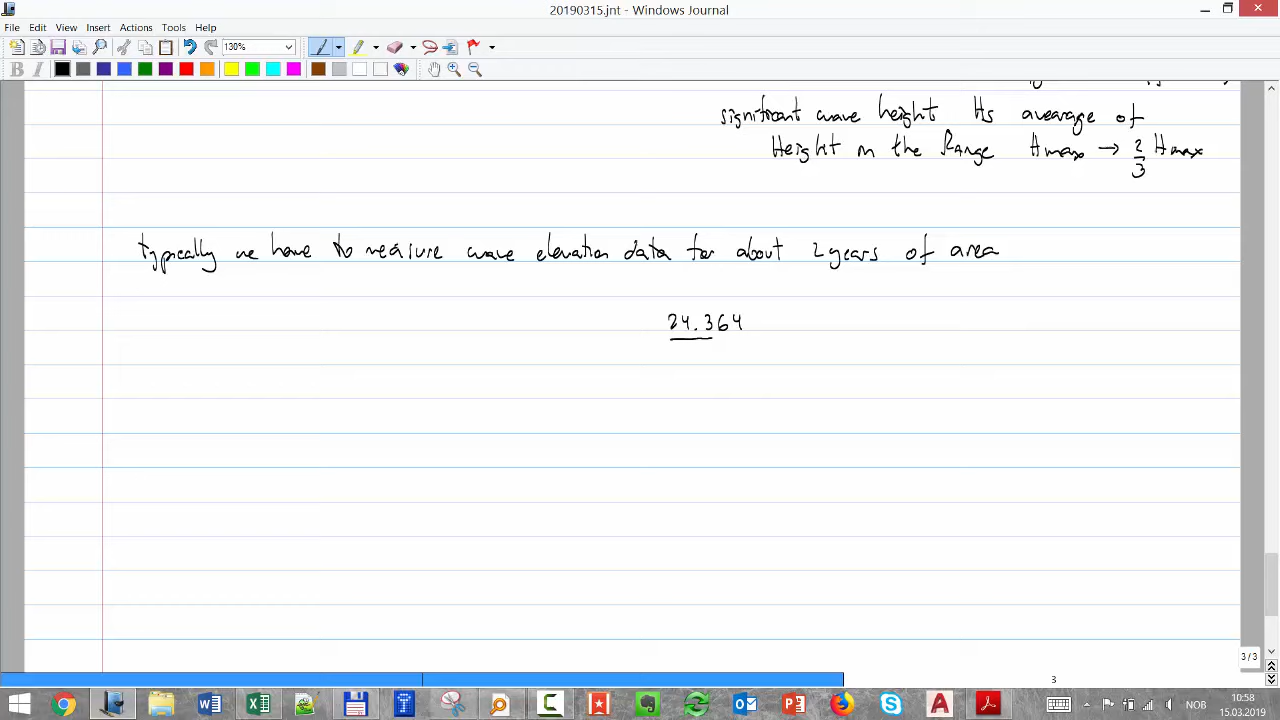 20190315.jnt - Windows Journal
File Edit View Insert Actions Tools Help
130%
B I
significant wave height Hs average of
Height in the Range Hmax → 2/3 Hmax
typically we have to measure wave elevation data for about 2 years of area
24.364
3/3
3
10:58
NOB
15.03.2019